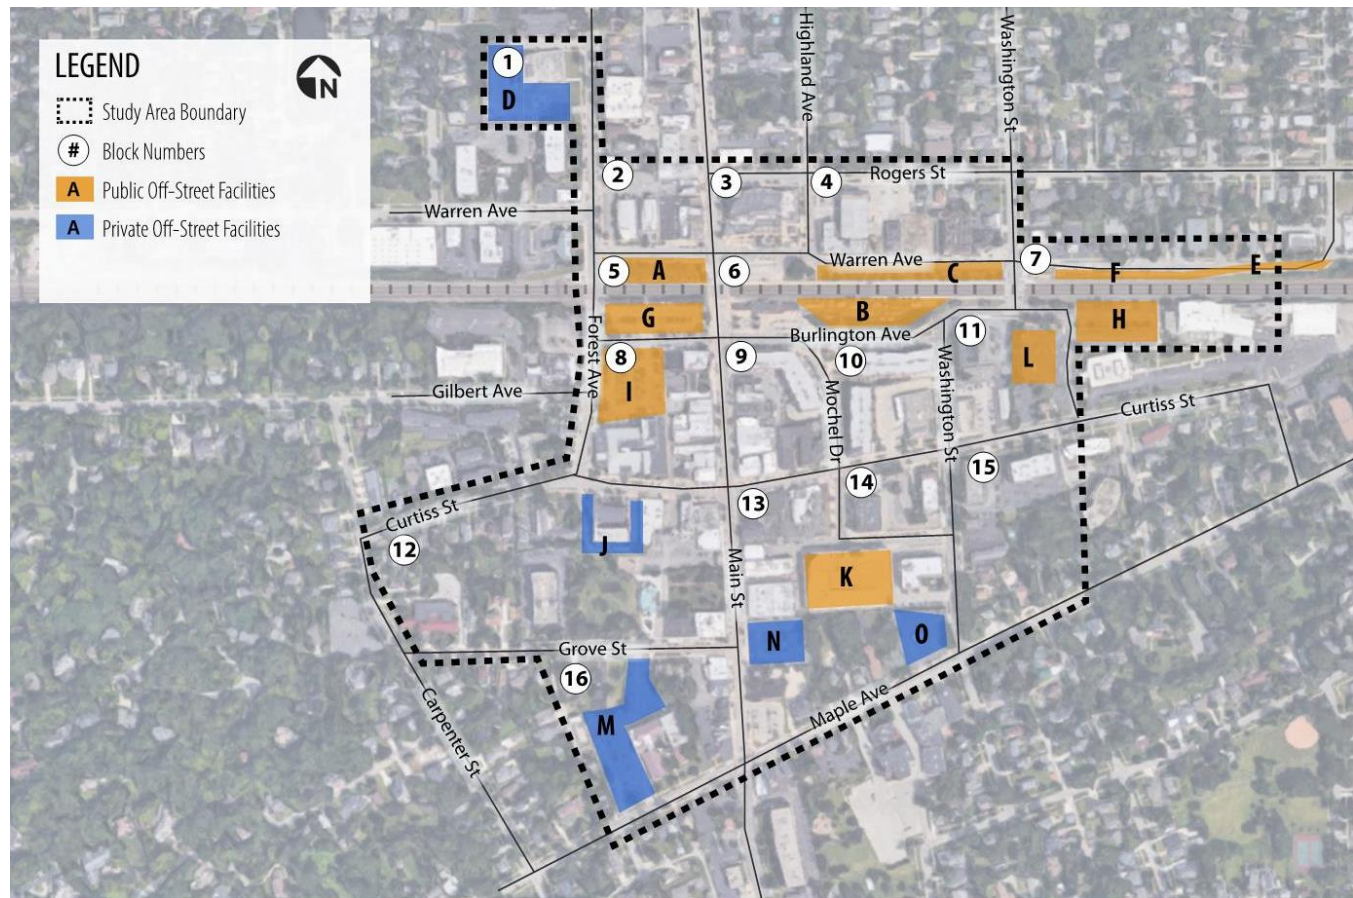 LEGEND
N
Study Area Boundary
# Block Numbers
A Public Off-Street Facilities
A Private Off-Street Facilities
1
D
Highland Ave
Washington St
2
3
4
Rogers St
Warren Ave
5
A
6
Warren Ave
C
7
F
E
G
B
H
Forest Ave
Burlington Ave
11
8
9
10
L
I
Gilbert Ave
Mochel Dr
Washington St
Curtiss St
15
14
13
Curtiss St
12
J
Main St
K
N
O
Grove St
16
M
Maple Ave
Carpenter St